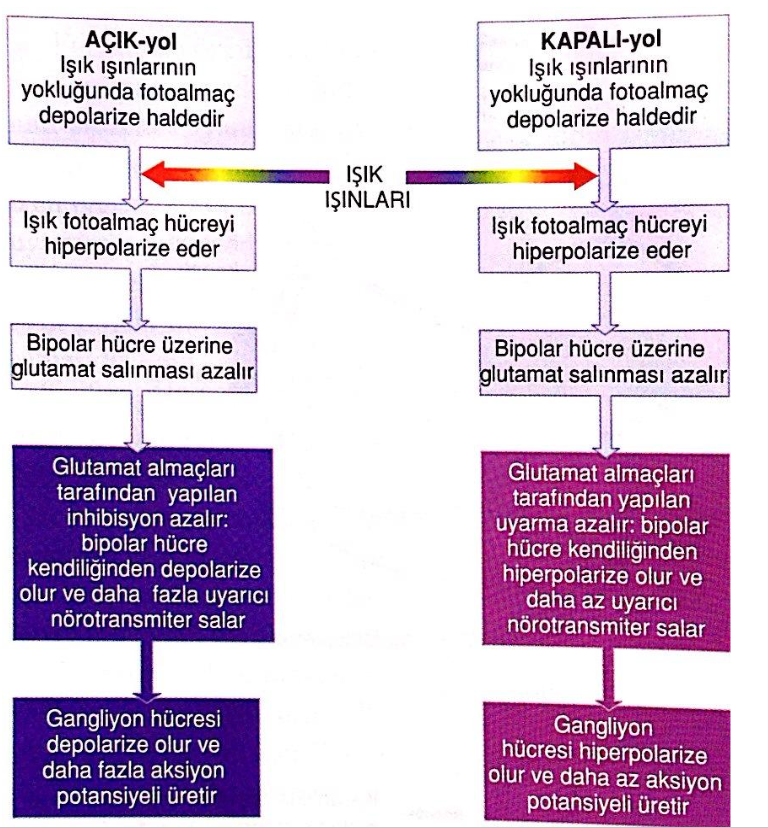 AÇIK-yol
Işık ışınlarının
yokluğunda fotoalmaç
depolarize haldedir
KAPALI-yol
Işık ışınlarının
yokluğunda fotoalmaç
depolarize haldedir
IŞIK
IŞINLARI
Işık fotoalmaç hücreyi
hiperpolarize eder
Işık fotoalmaç hücreyi
hiperpolarize eder
Bipolar hücre üzerine
glutamat salınması azalır
Bipolar hücre üzerine
glutamat salınması azalır
Glutamat almaçları
tarafından yapılan
inhibisyon azalır:
bipolar hücre
kendiliğinden depolarize
olur ve daha fazla uyarıcı
nörotransmiter salar
Glutamat almaçları
tarafından yapılan
uyarma azalır: bipolar
hücre kendiliğinden
hiperpolarize olur ve
daha az uyarıcı
nörotransmiter salar
Gangliyon hücresi
depolarize olur ve
daha fazla aksiyon
potansiyeli üretir
Gangliyon
hücresi hiperpolarize
olur ve daha az aksiyon
potansiyeli üretir